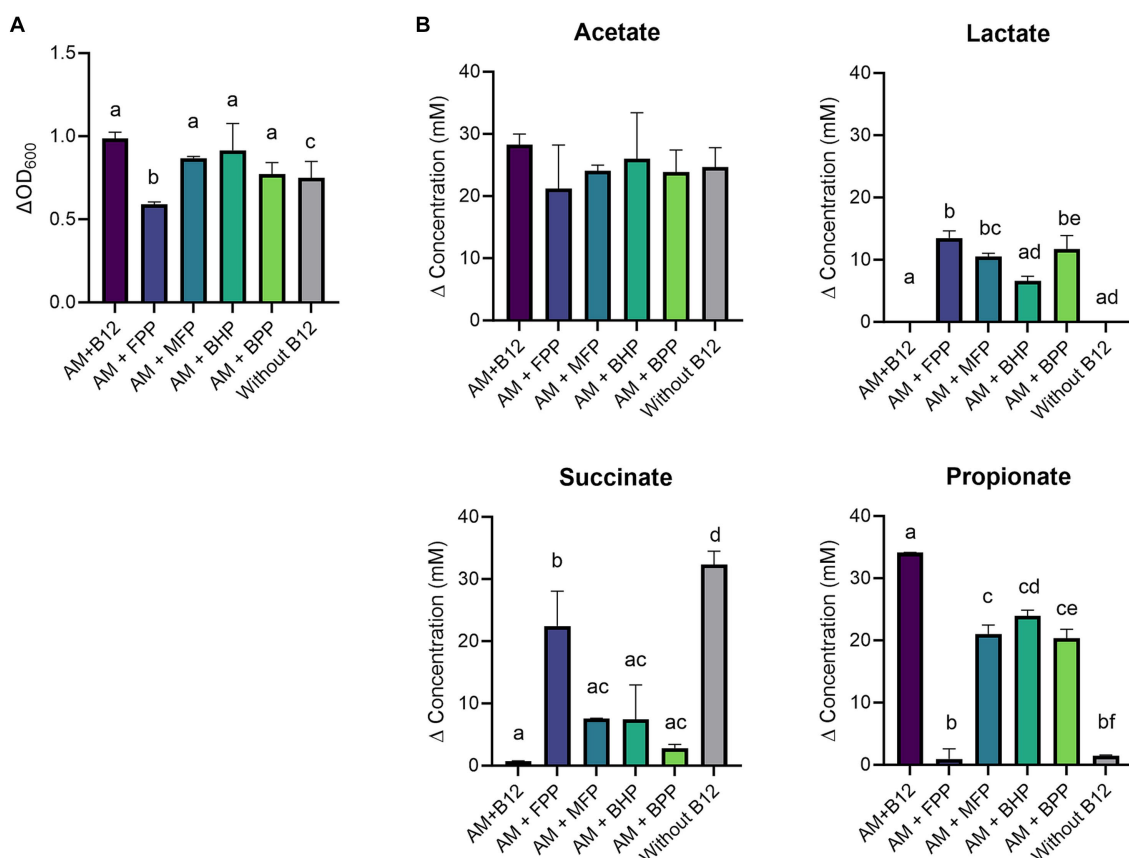 A
1.5
1.0
0.5
0.0
ΔOD600
a
b
a
a
a
c
AM+B12
AM + FPP
AM + MFP
AM + BHP
AM + BPP
Without B12
B
Acetate
40
30
20
10
0
Δ Concentration (mM)
AM+B12
AM + FPP
AM + MFP
AM + BHP
AM + BPP
Without B12
Lactate
40
30
20
10
0
Δ Concentration (mM)
a
b
bc
ad
be
ad
AM+B12
AM + FPP
AM + MFP
AM + BHP
AM + BPP
Without B12
Succinate
40
30
20
10
0
Δ Concentration (mM)
a
b
ac
ac
ac
d
AM+B12
AM + FPP
AM + MFP
AM + BHP
AM + BPP
Without B12
Propionate
40
30
20
10
0
Δ Concentration (mM)
a
b
c
cd
ce
bf
AM+B12
AM + FPP
AM + MFP
AM + BHP
AM + BPP
Without B12